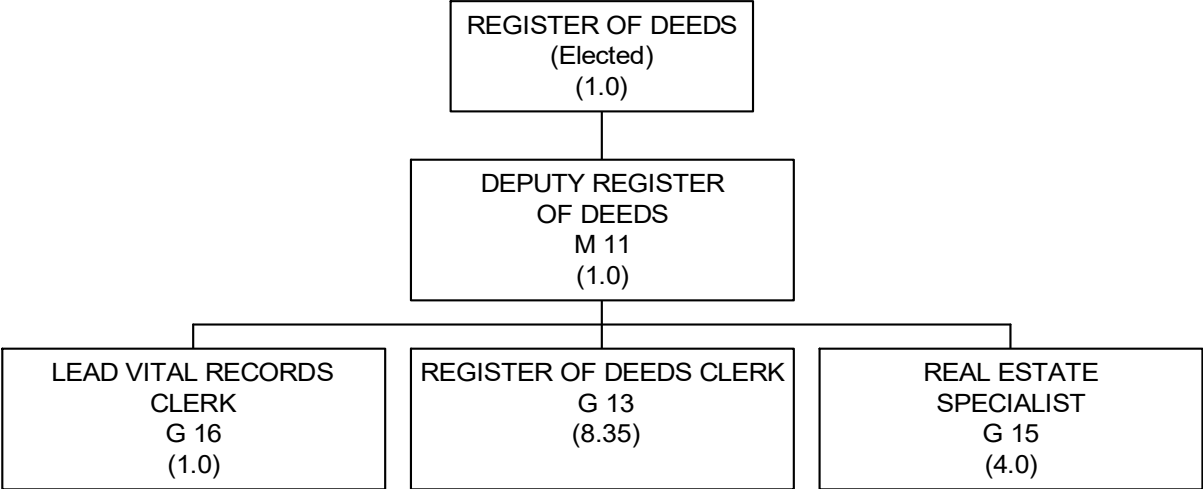 REGISTER OF DEEDS
(Elected)
(1.0)
DEPUTY REGISTER
OF DEEDS
M 11
(1.0)
LEAD VITAL RECORDS
CLERK
G 16
(1.0)
REGISTER OF DEEDS CLERK
G 13
(8.35)
REAL ESTATE
SPECIALIST
G 15
(4.0)